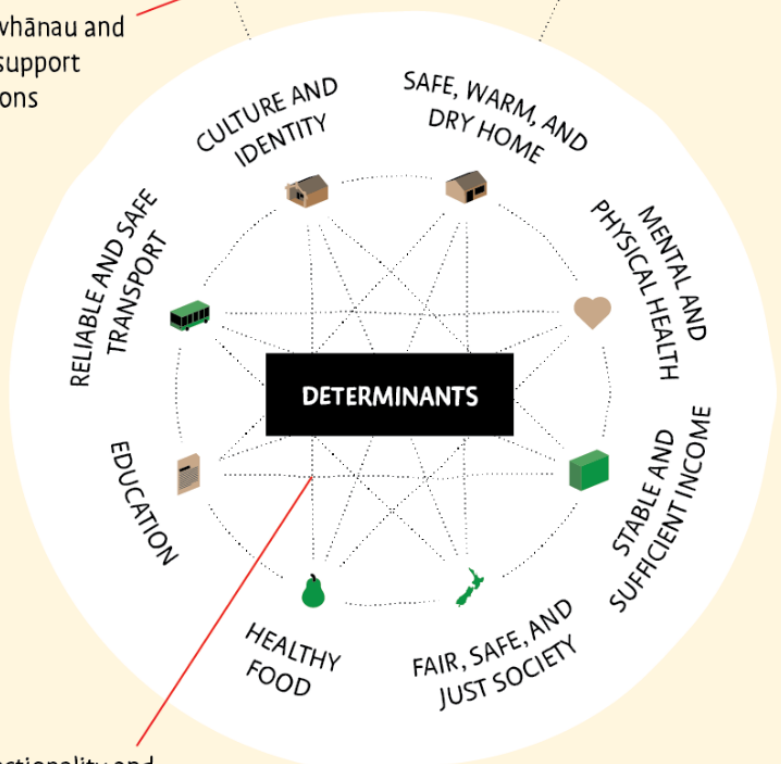 whānau and
support
CULTURE AND
IDENTITY
SAFE, WARM, AND
DRY HOME
MENTAL AND
PHYSICAL HEALTH
STABLE AND
SUFFICIENT INCOME
FAIR, SAFE, AND
JUST SOCIETY
HEALTHY
FOOD
EDUCATION
RELIABLE AND SAFE
TRANSPORT
DETERMINANTS
and